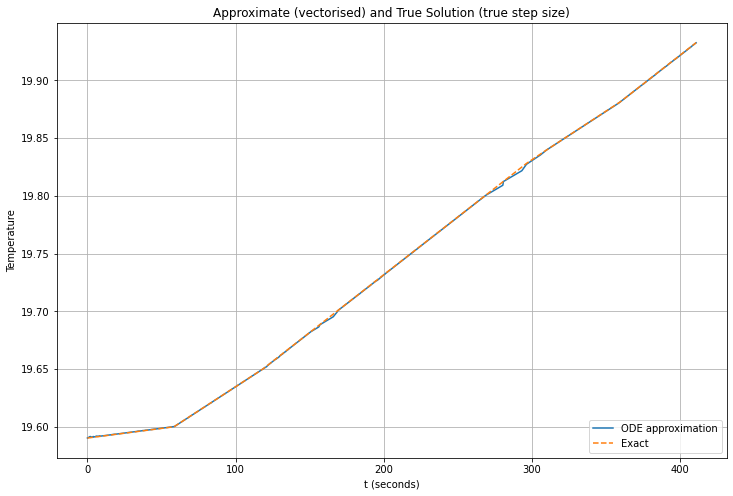 Approximate (vectorised) and True Solution (true step size)
Temperature
19.90
19.85
19.80
19.75
19.70
19.65
19.60
0 100 200 300 400
t (seconds)
ODE approximation
Exact